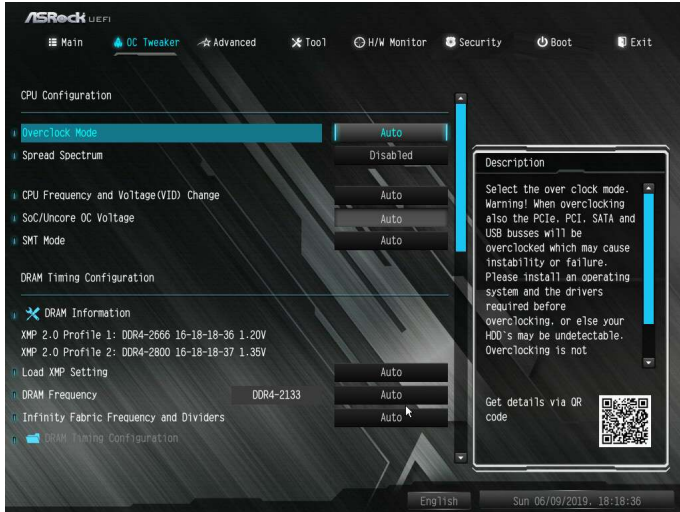 ASRock UEFI
Main OC Tweaker Advanced Tool H/W Monitor Security Boot Exit
CPU Configuration
Overclock Mode Auto
Spread Spectrum Disabled
CPU Frequency and Voltage(VID) Change Auto
SoC/Uncore OC Voltage Auto
SMT Mode Auto
DRAM Timing Configuration
DRAM Information
XMP 2.0 Profile 1: DDR4-2666 16-18-18-36 1.20V
XMP 2.0 Profile 2: DDR4-2800 16-18-18-37 1.35V
Load XMP Setting Auto
DRAM Frequency DDR4-2133 Auto
Infinity Fabric Frequency and Dividers Auto
DRAM Timing Configuration
Description
Select the over clock mode.
Warning! When overclocking
also the PCIe, PCI, SATA and
USB busses will be
overclocked which may cause
instability or failure.
Please install an operating
system and the drivers
required before
overclocking, or else your
HDD`s may be undetectable.
Overclocking is not
Get details via QR
code
English Sun 06/09/2019, 18:18:36